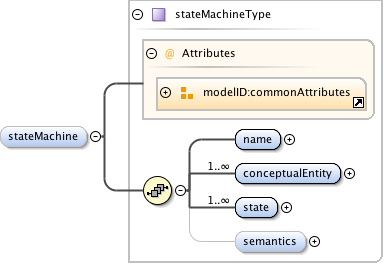 stateMachineType
@ Attributes
modelID:commonAttributes
stateMachine
name
1..∞
conceptualEntity
1..∞
state
semantics